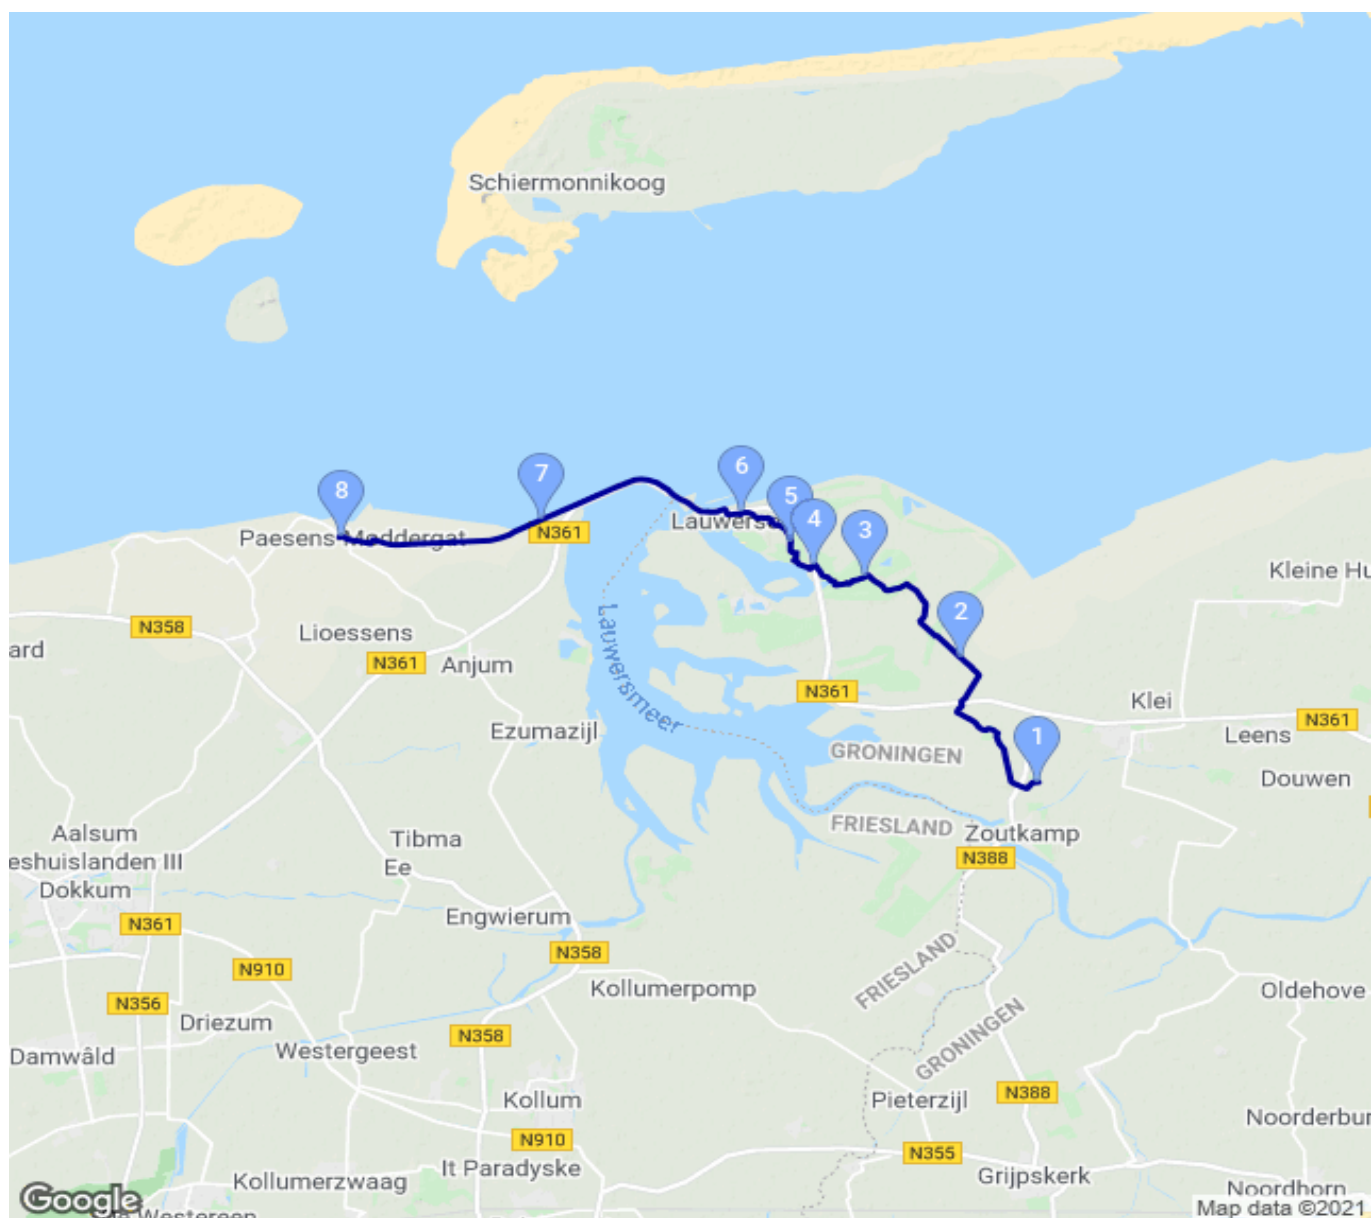 Schiermonnikoog
8
7
6
5
4
3
2
1
Paesens-Moddergat
N361
Lauwerso
Kleine Hu
N358
Lioessens
ard
N361
Anjum
Lauwersmeer
N361
Klei
N361
Ezumazijl
GRONINGEN
Leens
Douwen
Aalsum
Tibma
FRIESLAND
Zoutkamp
eshuislanden III
Ee
N388
Dokkum
Engwierum
N361
N358
FRIESLAND
N910
Kollumerpomp
Oldehove
N356
Driezum
N358
GRONINGEN
Damwâld
Westergeest
Kollum
Pieterzijl
N388
Noorderbur
N910
N355
It Paradyske
Grijpskerk
Kollumerzwaag
Noordhorn
Google
Westereen
Map data ©2021